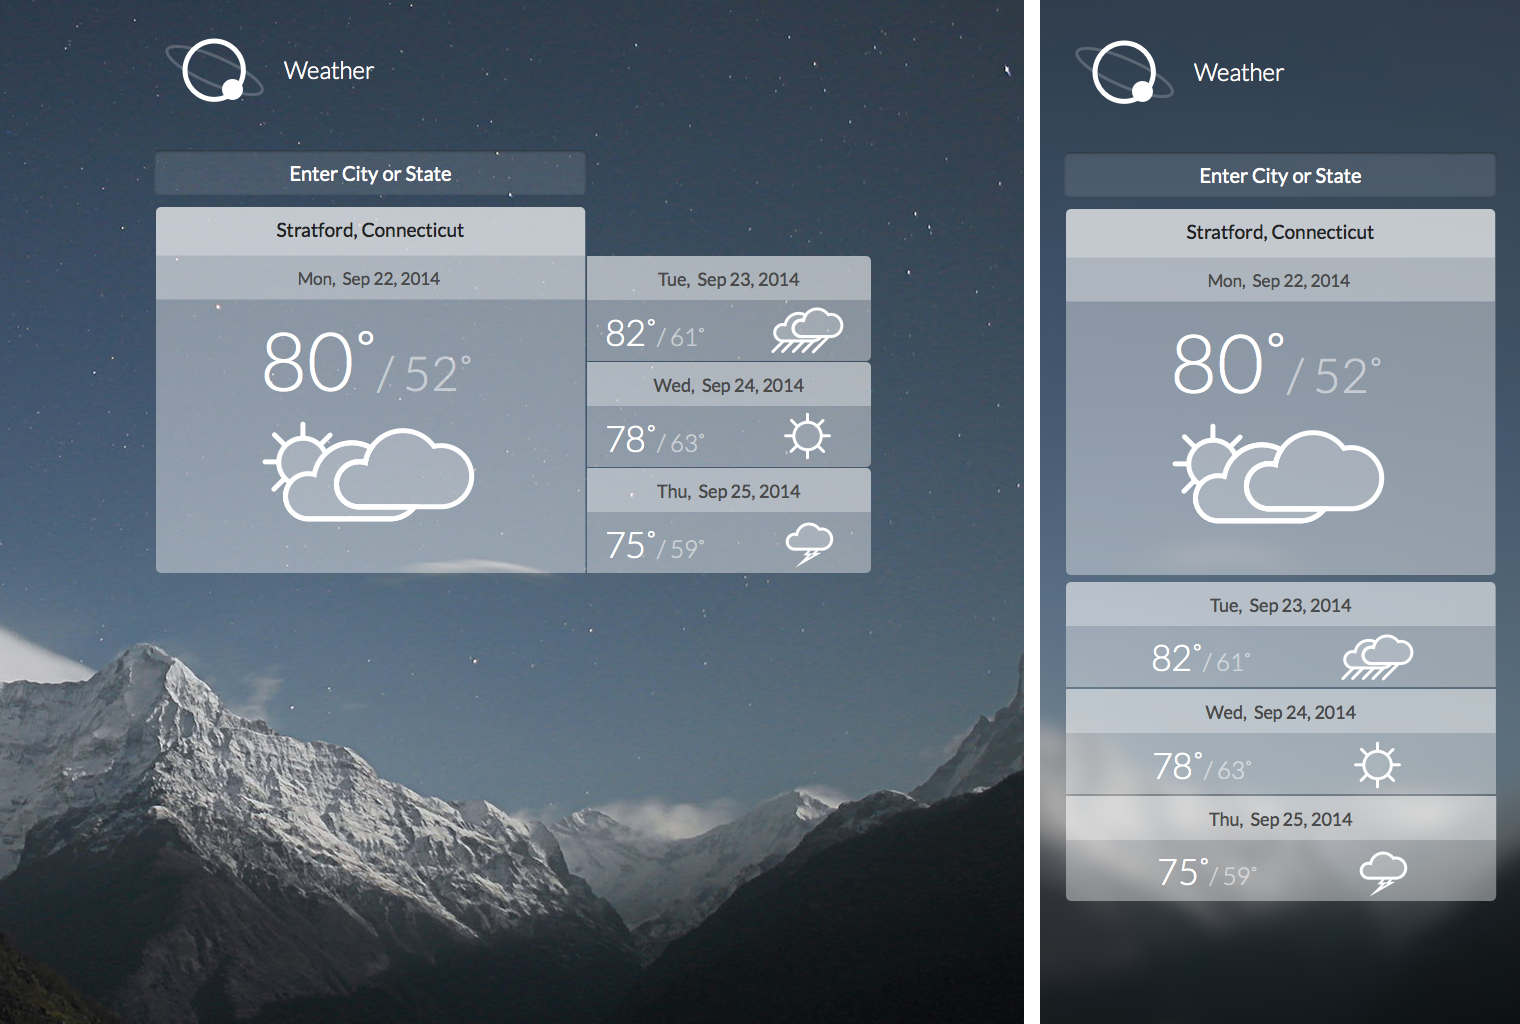 Weather
Enter City or State
Stratford, Connecticut
Mon, Sep 22, 2014
80°/ 52°
Tue, Sep 23, 2014
82°/ 61°
Wed, Sep 24, 2014
78°/ 63°
Thu, Sep 25, 2014
75°/ 59°
Weather
Enter City or State
Stratford, Connecticut
Mon, Sep 22, 2014
80°/ 52°
Tue, Sep 23, 2014
82°/ 61°
Wed, Sep 24, 2014
78°/ 63°
Thu, Sep 25, 2014
75°/ 59°